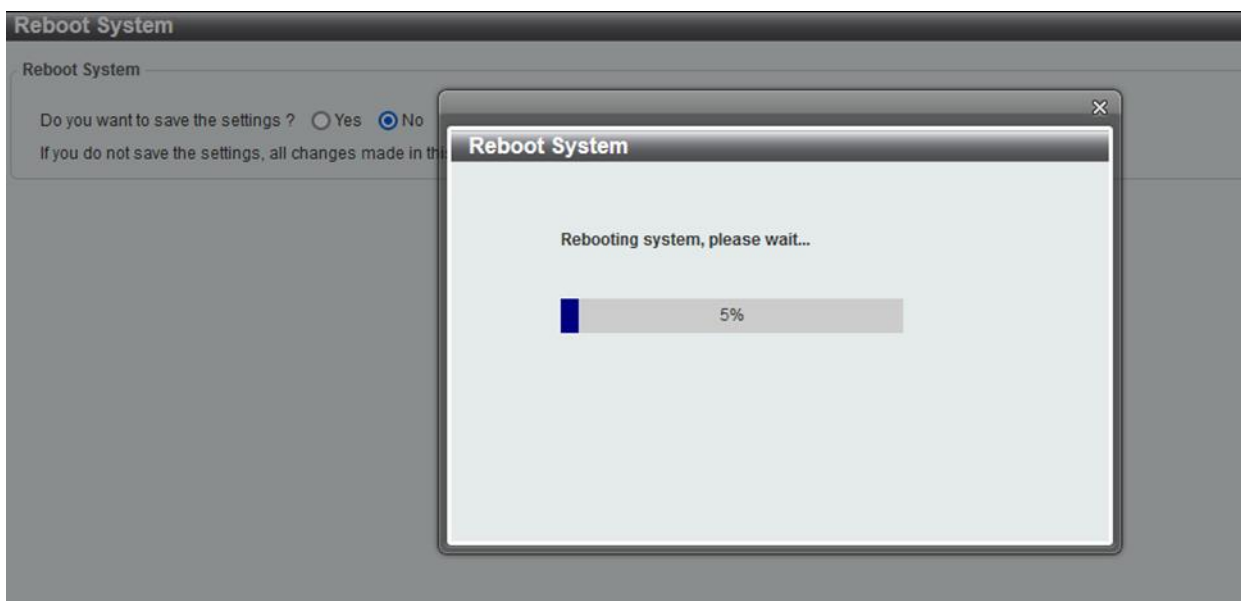 Reboot System
Reboot System
Do you want to save the settings ? Yes No
If you do not save the settings, all changes made in
Reboot System
Rebooting system, please wait...
5%